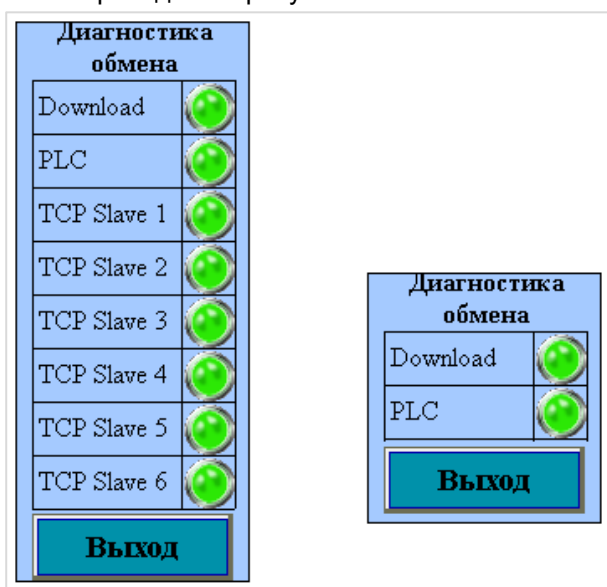 Диагностика
обмена
Download
PLC
TCP Slave 1
TCP Slave 2
TCP Slave 3
TCP Slave 4
TCP Slave 5
TCP Slave 6
Выход
Диагностика
обмена
Download
PLC
Выход